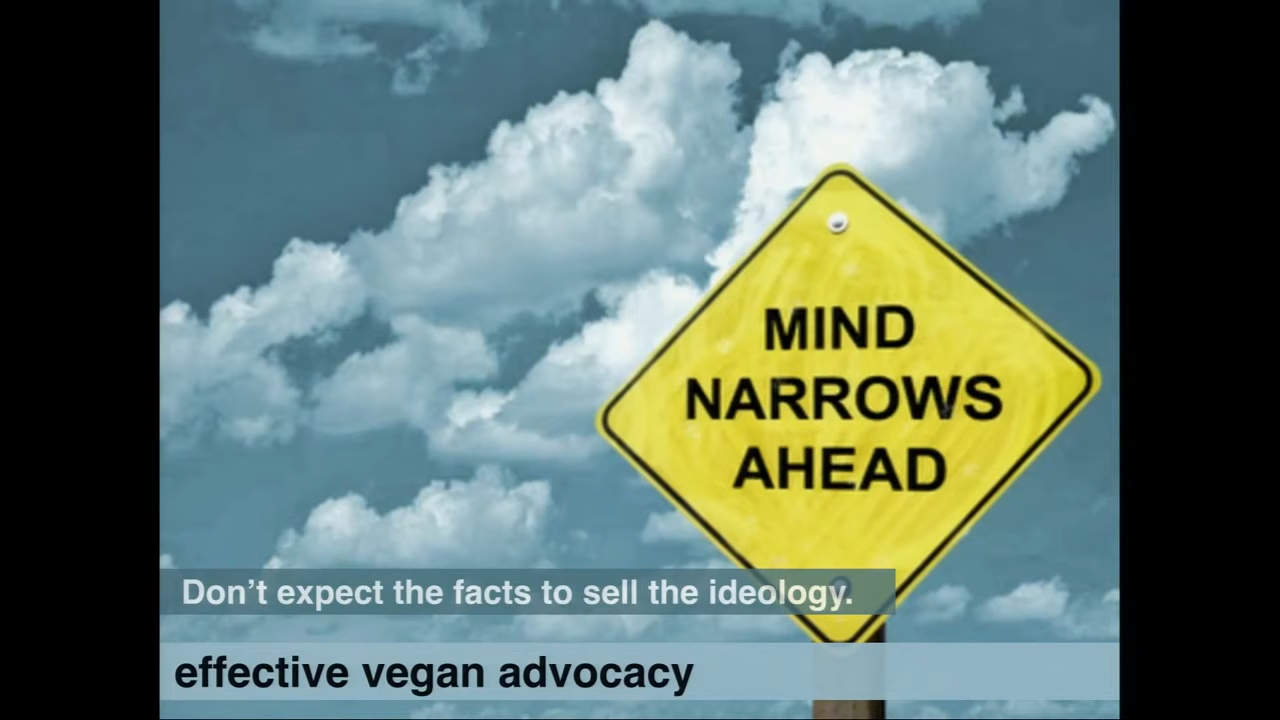 MIND
NARROWS
AHEAD
Don't expect the facts to sell the ideology.
effective vegan advocacy